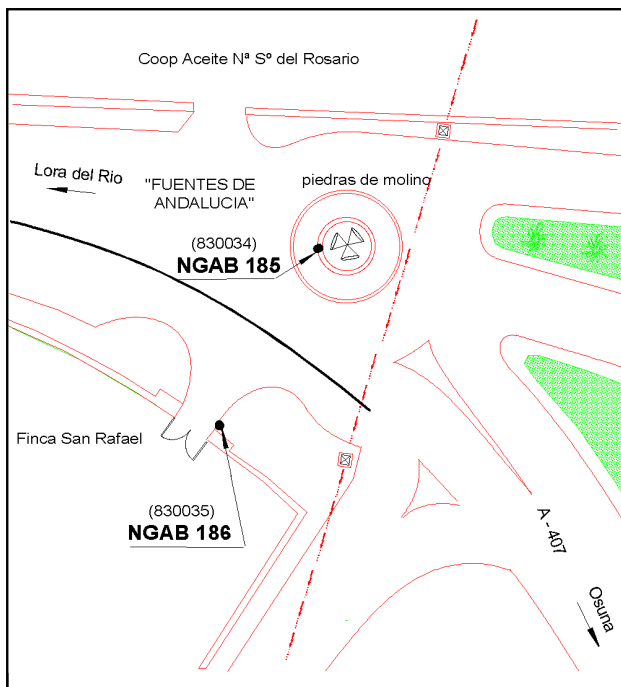 Coop Aceite Nª Sº del Rosario
Lora del Rio
"FUENTES DE
ANDALUCIA"
piedras de molino
(830034)
NGAB 185
Finca San Rafael
(830035)
NGAB 186
A - 407
Osuna